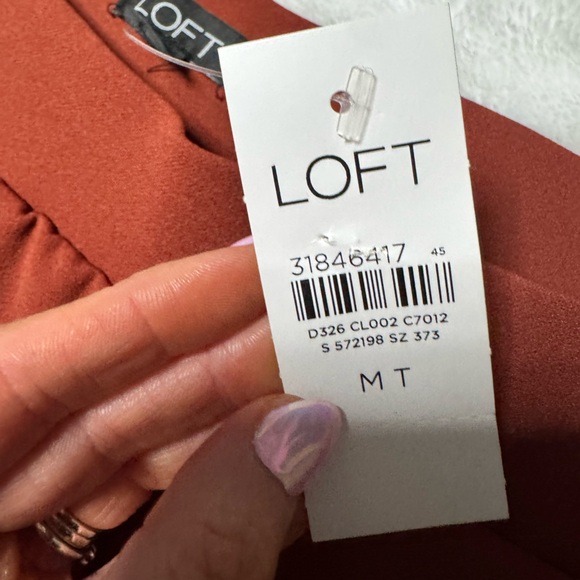 LOFT
LOFT
31846417 45
D326 CL002 C7012
S 572198 SZ 373
M T